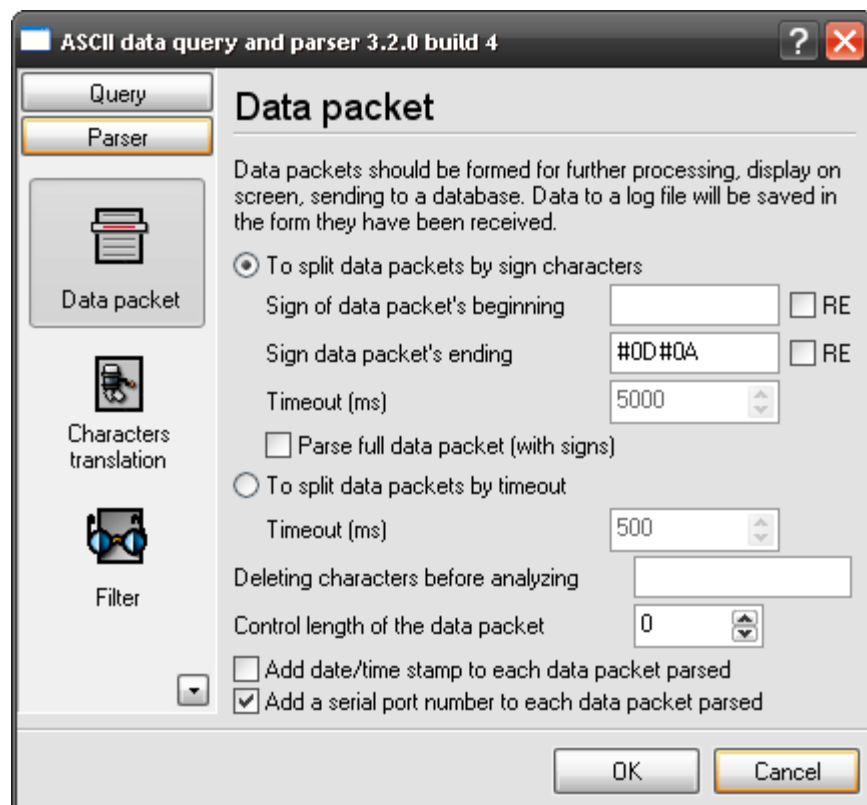 ASCII data query and parser 3.2.0 build 4
?
Query
Parser
Data packet
Characters
translation
Filter
Data packet
Data packets should be formed for further processing, display on
screen, sending to a database. Data to a log file will be saved in
the form they have been received.
To split data packets by sign characters
Sign of data packet's beginning RE
Sign data packet's ending #0D#0A RE
Timeout (ms) 5000
Parse full data packet (with signs)
To split data packets by timeout
Timeout (ms) 500
Deleting characters before analyzing
Control length of the data packet 0
Add date/time stamp to each data packet parsed
Add a serial port number to each data packet parsed
OK Cancel